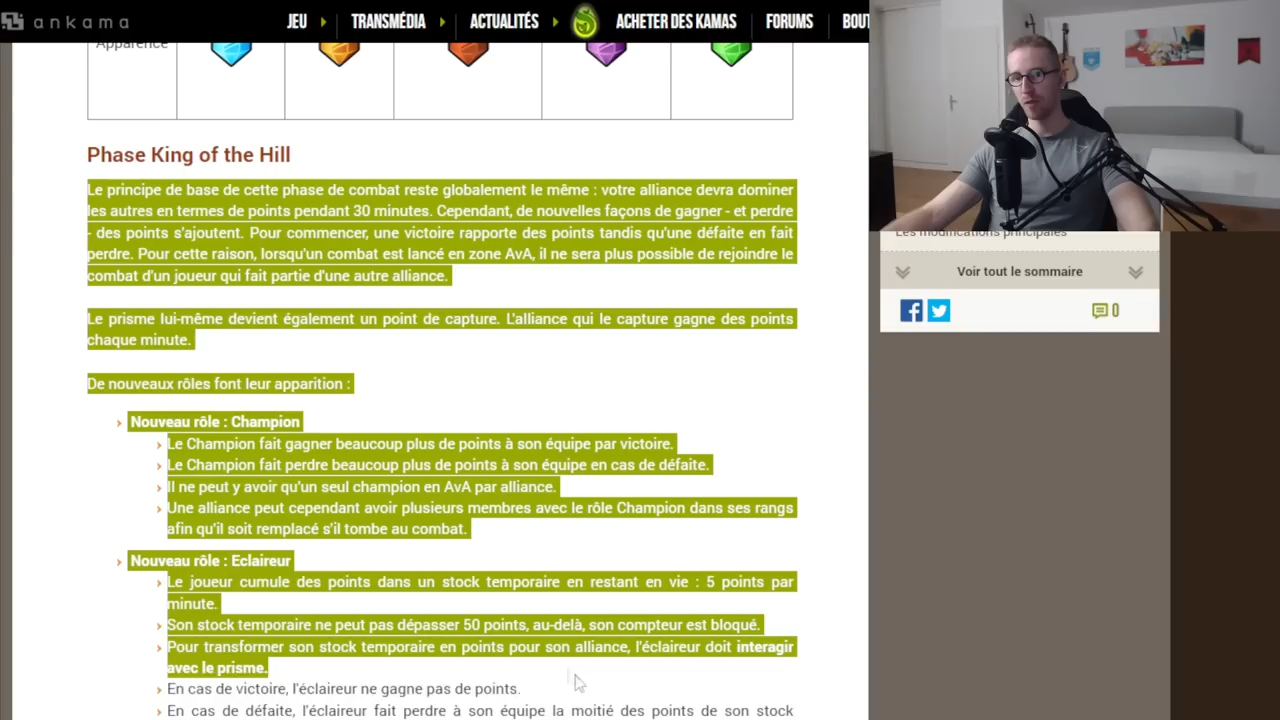 ankama
JEU
TRANSMÉDIA
ACTUALITÉS
ACHETER DES KAMAS
FORUMS
BOUT
Apparence
Phase King of the Hill
Le principe de base de cette phase de combat reste globalement le même : votre alliance devra dominer
les autres en termes de points pendant 30 minutes. Cependant, de nouvelles façons de gagner - et perdre
- des points s'ajoutent. Pour commencer, une victoire rapporte des points tandis qu'une défaite en fait
perdre. Pour cette raison, lorsqu'un combat est lancé en zone AvA, il ne sera plus possible de rejoindre le
combat d'un joueur qui fait partie d'une autre alliance.
Le prisme lui-même devient également un point de capture. L'alliance qui le capture gagne des points
chaque minute.
De nouveaux rôles font leur apparition :
Nouveau rôle : Champion
Le Champion fait gagner beaucoup plus de points à son équipe par victoire.
Le Champion fait perdre beaucoup plus de points à son équipe en cas de défaite.
Il ne peut y avoir qu'un seul champion en AvA par alliance.
Une alliance peut cependant avoir plusieurs membres avec le rôle Champion dans ses rangs
afin qu'il soit remplacé s'il tombe au combat.
Nouveau rôle : Eclaireur
Le joueur cumule des points dans un stock temporaire en restant en vie : 5 points par
minute.
Son stock temporaire ne peut pas dépasser 50 points, au-delà, son compteur est bloqué.
Pour transformer son stock temporaire en points pour son alliance, l'éclaireur doit interagir
avec le prisme.
En cas de victoire, l'éclaireur ne gagne pas de points.
En cas de défaite, l'éclaireur fait perdre à son équipe la moitié des points de son stock
Les modifications principales
Voir tout le sommaire
0